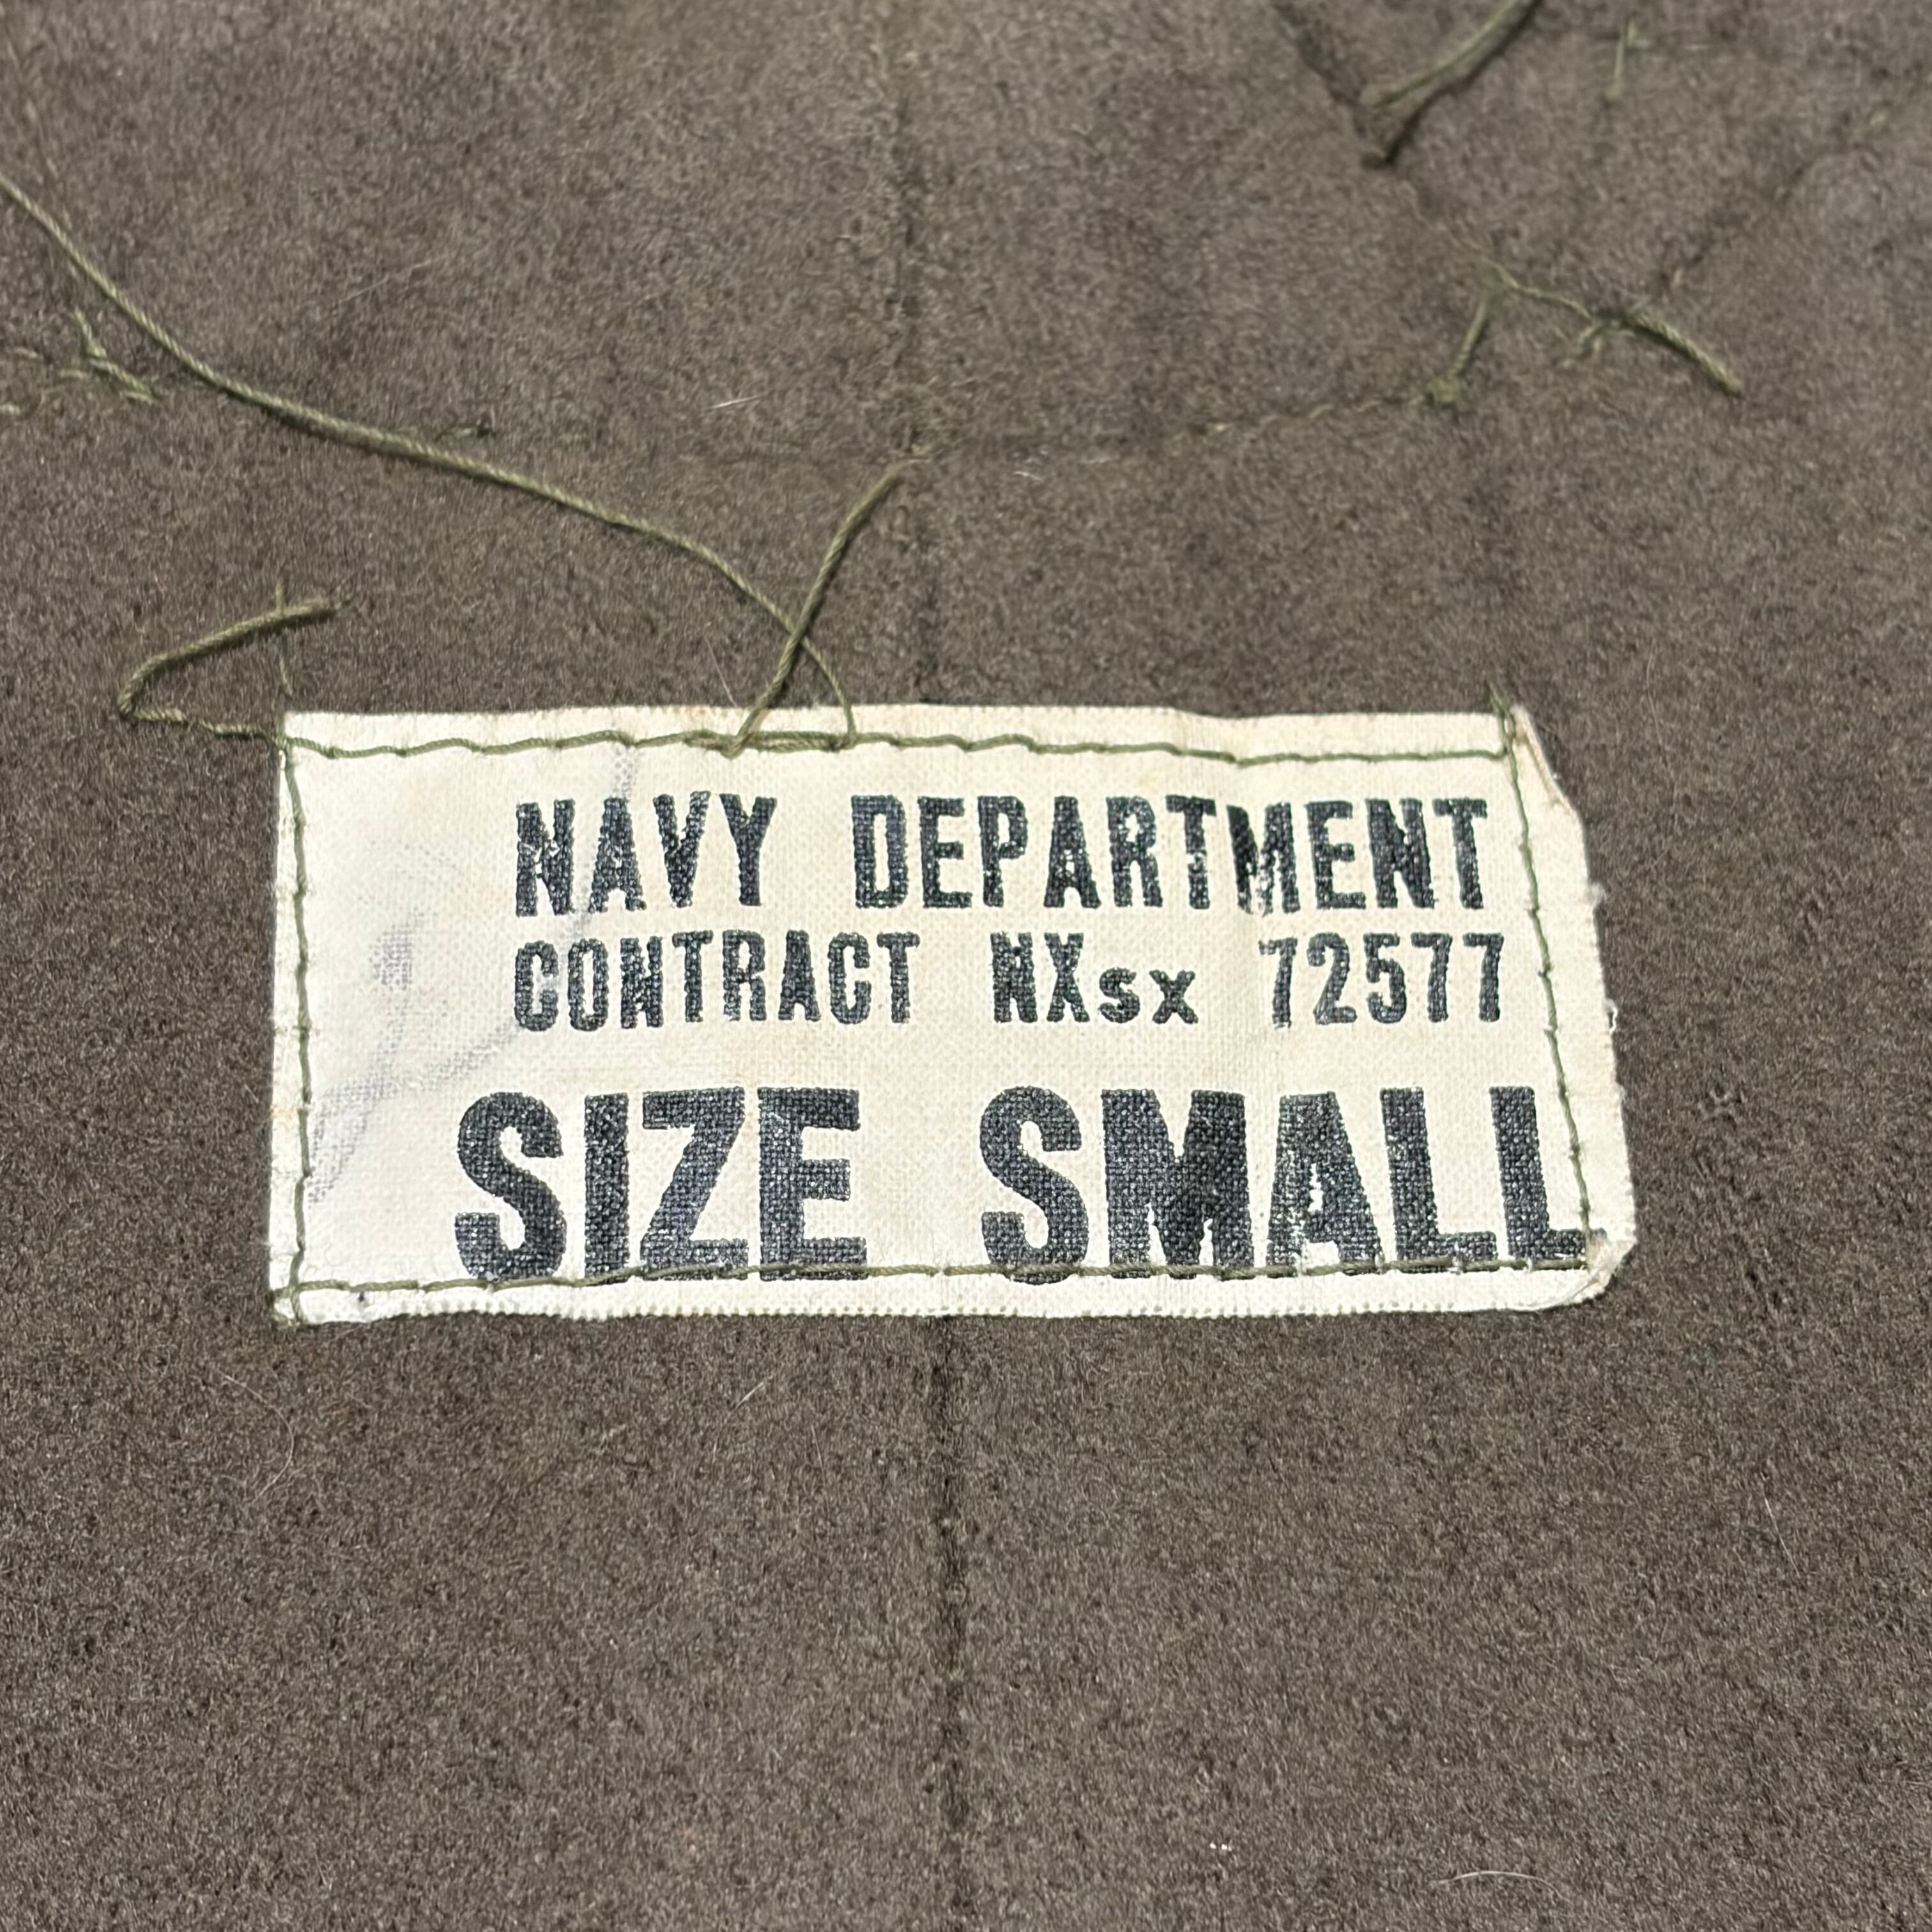 NAVY DEPARTMENT
CONTRACT NXsx 72577
SIZE SMALL